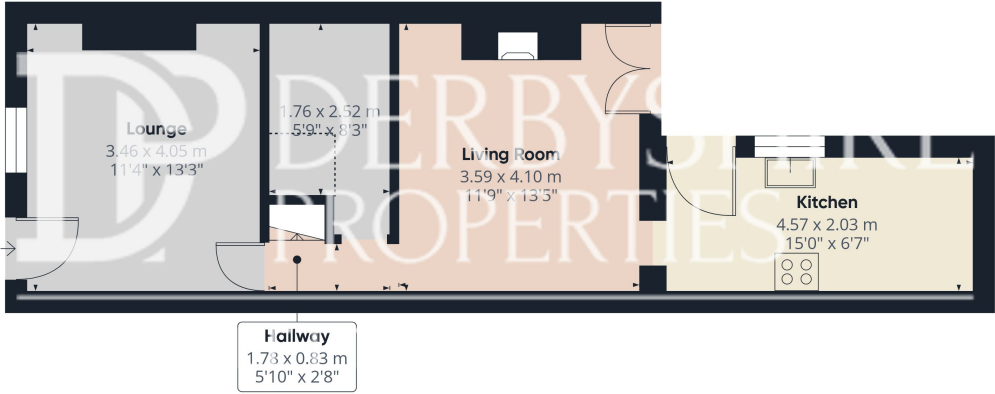 DP DERBYSHIRE
PROPERTIES
Lounge
3.46 x 4.05 m
11'4" x 13'3"
1.76 x 2.52 m
5'9" x 8'3"
Living Room
3.59 x 4.10 m
11'9" x 13'5"
Kitchen
4.57 x 2.03 m
15'0" x 6'7"
Hallway
1.78 x 0.83 m
5'10" x 2'8"